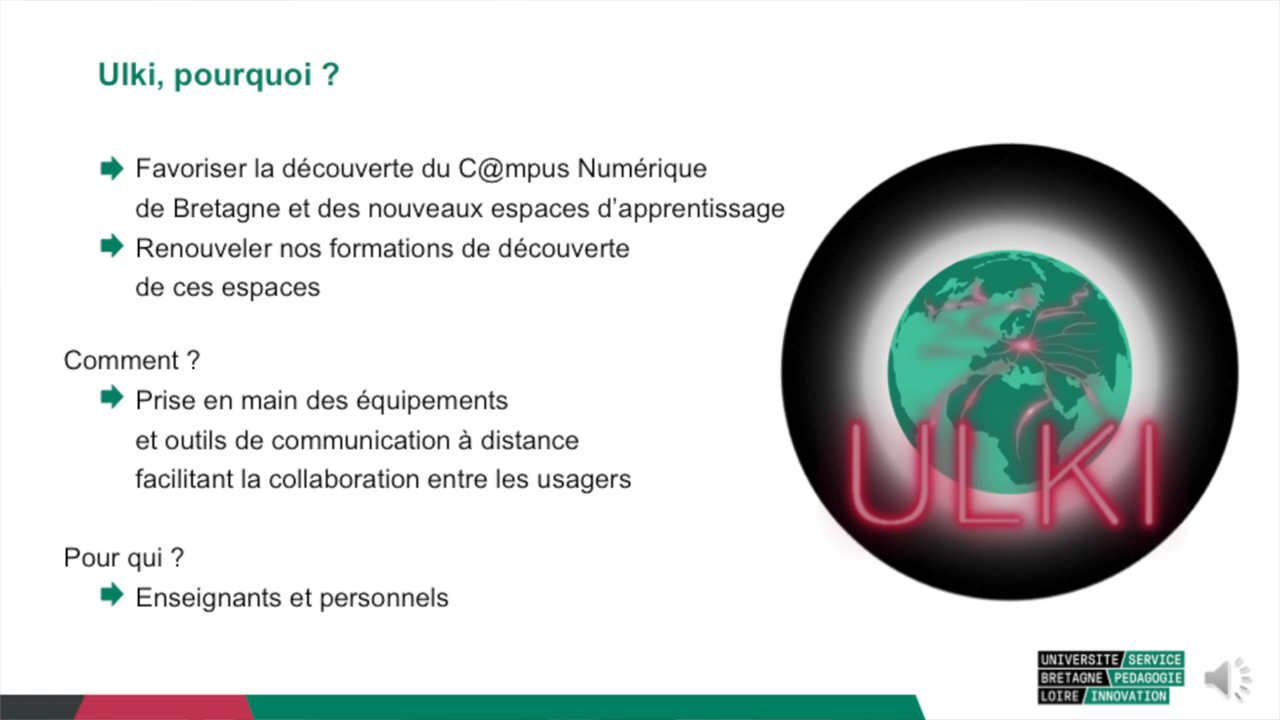 Ulki, pourquoi ?
Favoriser la découverte du C@mpus Numérique
de Bretagne et des nouveaux espaces d’apprentissage
Renouveler nos formations de découverte
de ces espaces
Comment ?
Prise en main des équipements
et outils de communication à distance
facilitant la collaboration entre les usagers
Pour qui ?
Enseignants et personnels
ULKI
UNIVERSITE/SERVICE
BRETAGNE\PEDAGOGIE
LOIRE/INNOVATION